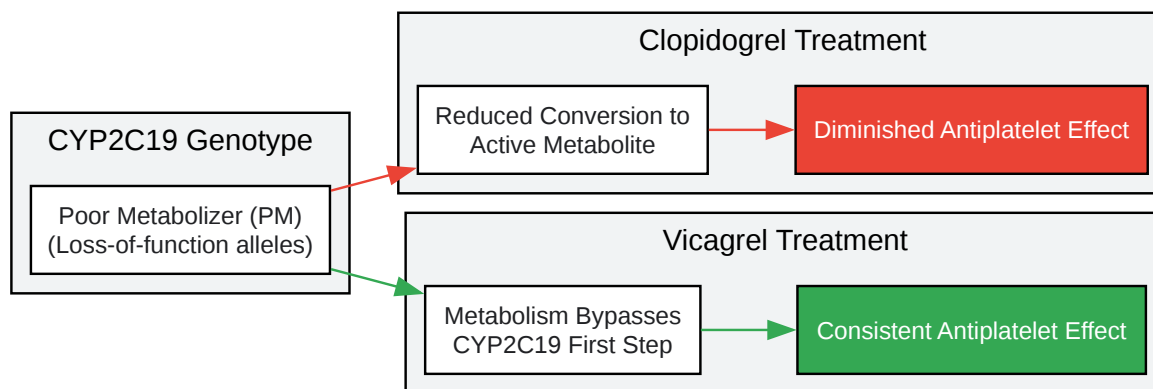 CYP2C19 Genotype
Poor Metabolizer (PM)
(Loss-of-function alleles)
Clopidogrel Treatment
Reduced Conversion to
Active Metabolite
Diminished Antiplatelet Effect
Vicagrel Treatment
Metabolism Bypasses
CYP2C19 First Step
Consistent Antiplatelet Effect